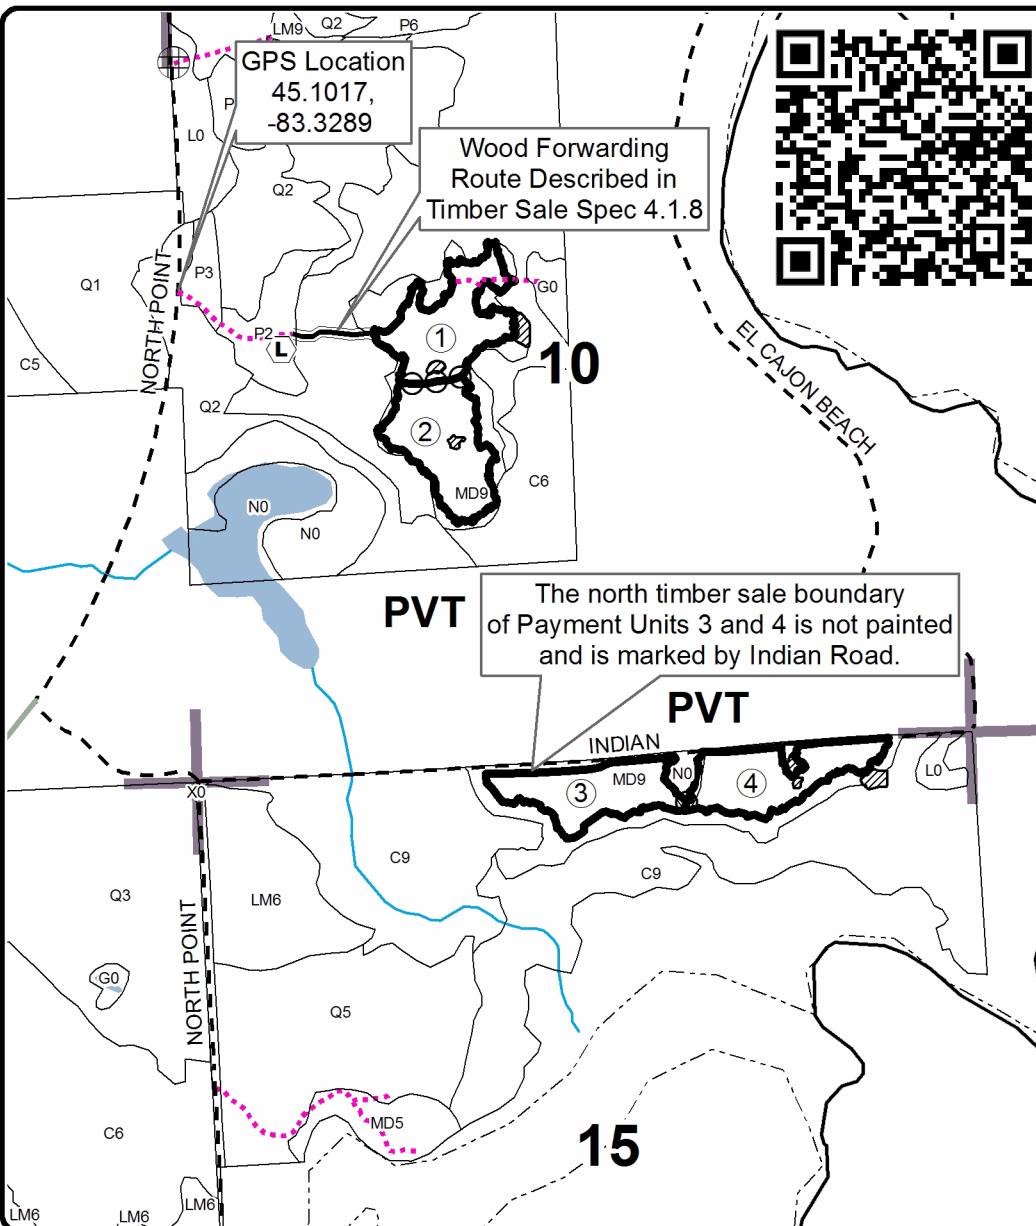 LM9
Q2
P6
GPS Location
45.1017,
-83.3289
P
L0
Wood Forwarding
Route Described in
Timber Sale Spec 4.1.8
Q2
NORTH POINT
P3
Q1
G0
P2
L
1
10
EL CAJON BEACH
C5
Q2
2
MD9
C6
N0
N0
PVT
The north timber sale boundary
of Payment Units 3 and 4 is not painted
and is marked by Indian Road.
PVT
INDIAN
X0
3
MD9
N0
4
L0
C9
C9
Q3
LM6
NORTH POINT
G0
Q5
C6
MD5
15
LM6
LM6
LM6